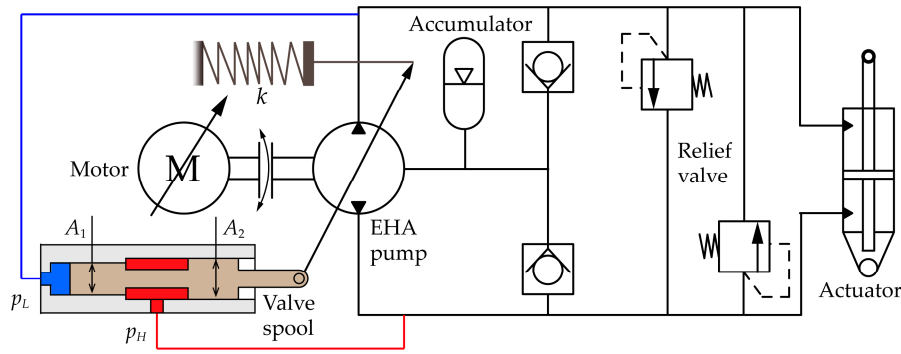 Accumulator
k
Motor
M
Relief
valve
A1
A2
EHA
pump
pL
Valve
spool
pH
Actuator